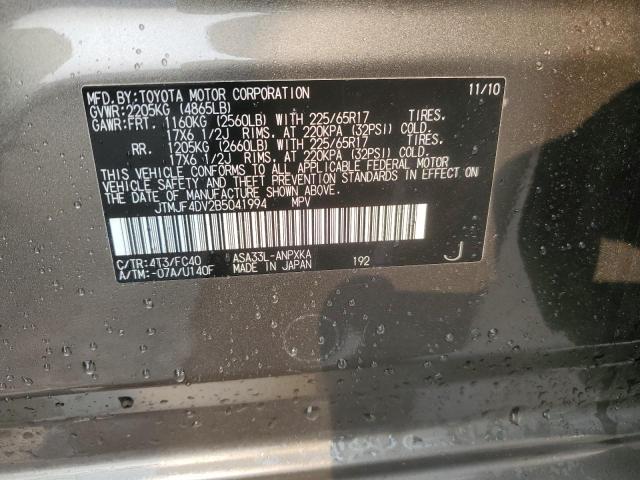 MFD.BY:TOYOTA MOTOR CORPORATION 11/10
GVWR:2205KG (4865LB)
GAWR:FRT. 1160KG (2560LB) WITH 225/65R17 TIRES.
17X6 1/2J RIMS. AT 220KPA (32PSI) COLD.
RR. 1205KG (2660LB) WITH 225/65R17 TIRES.
17X6 1/2J RIMS. AT 220KPA (32PSI) COLD.
THIS VEHICLE CONFORMS TO ALL APPLICABLE FEDERAL MOTOR
VEHICLE SAFETY AND THEFT PREVENTION STANDARDS IN EFFECT ON
THE DATE OF MANUFACTURE SHOWN ABOVE.
JTMJF4DV2B5041994 MPV
C/TR:4T3/FC40 ASA33L-ANPXKA 192 J
A/TM:-07A/U140F MADE IN JAPAN